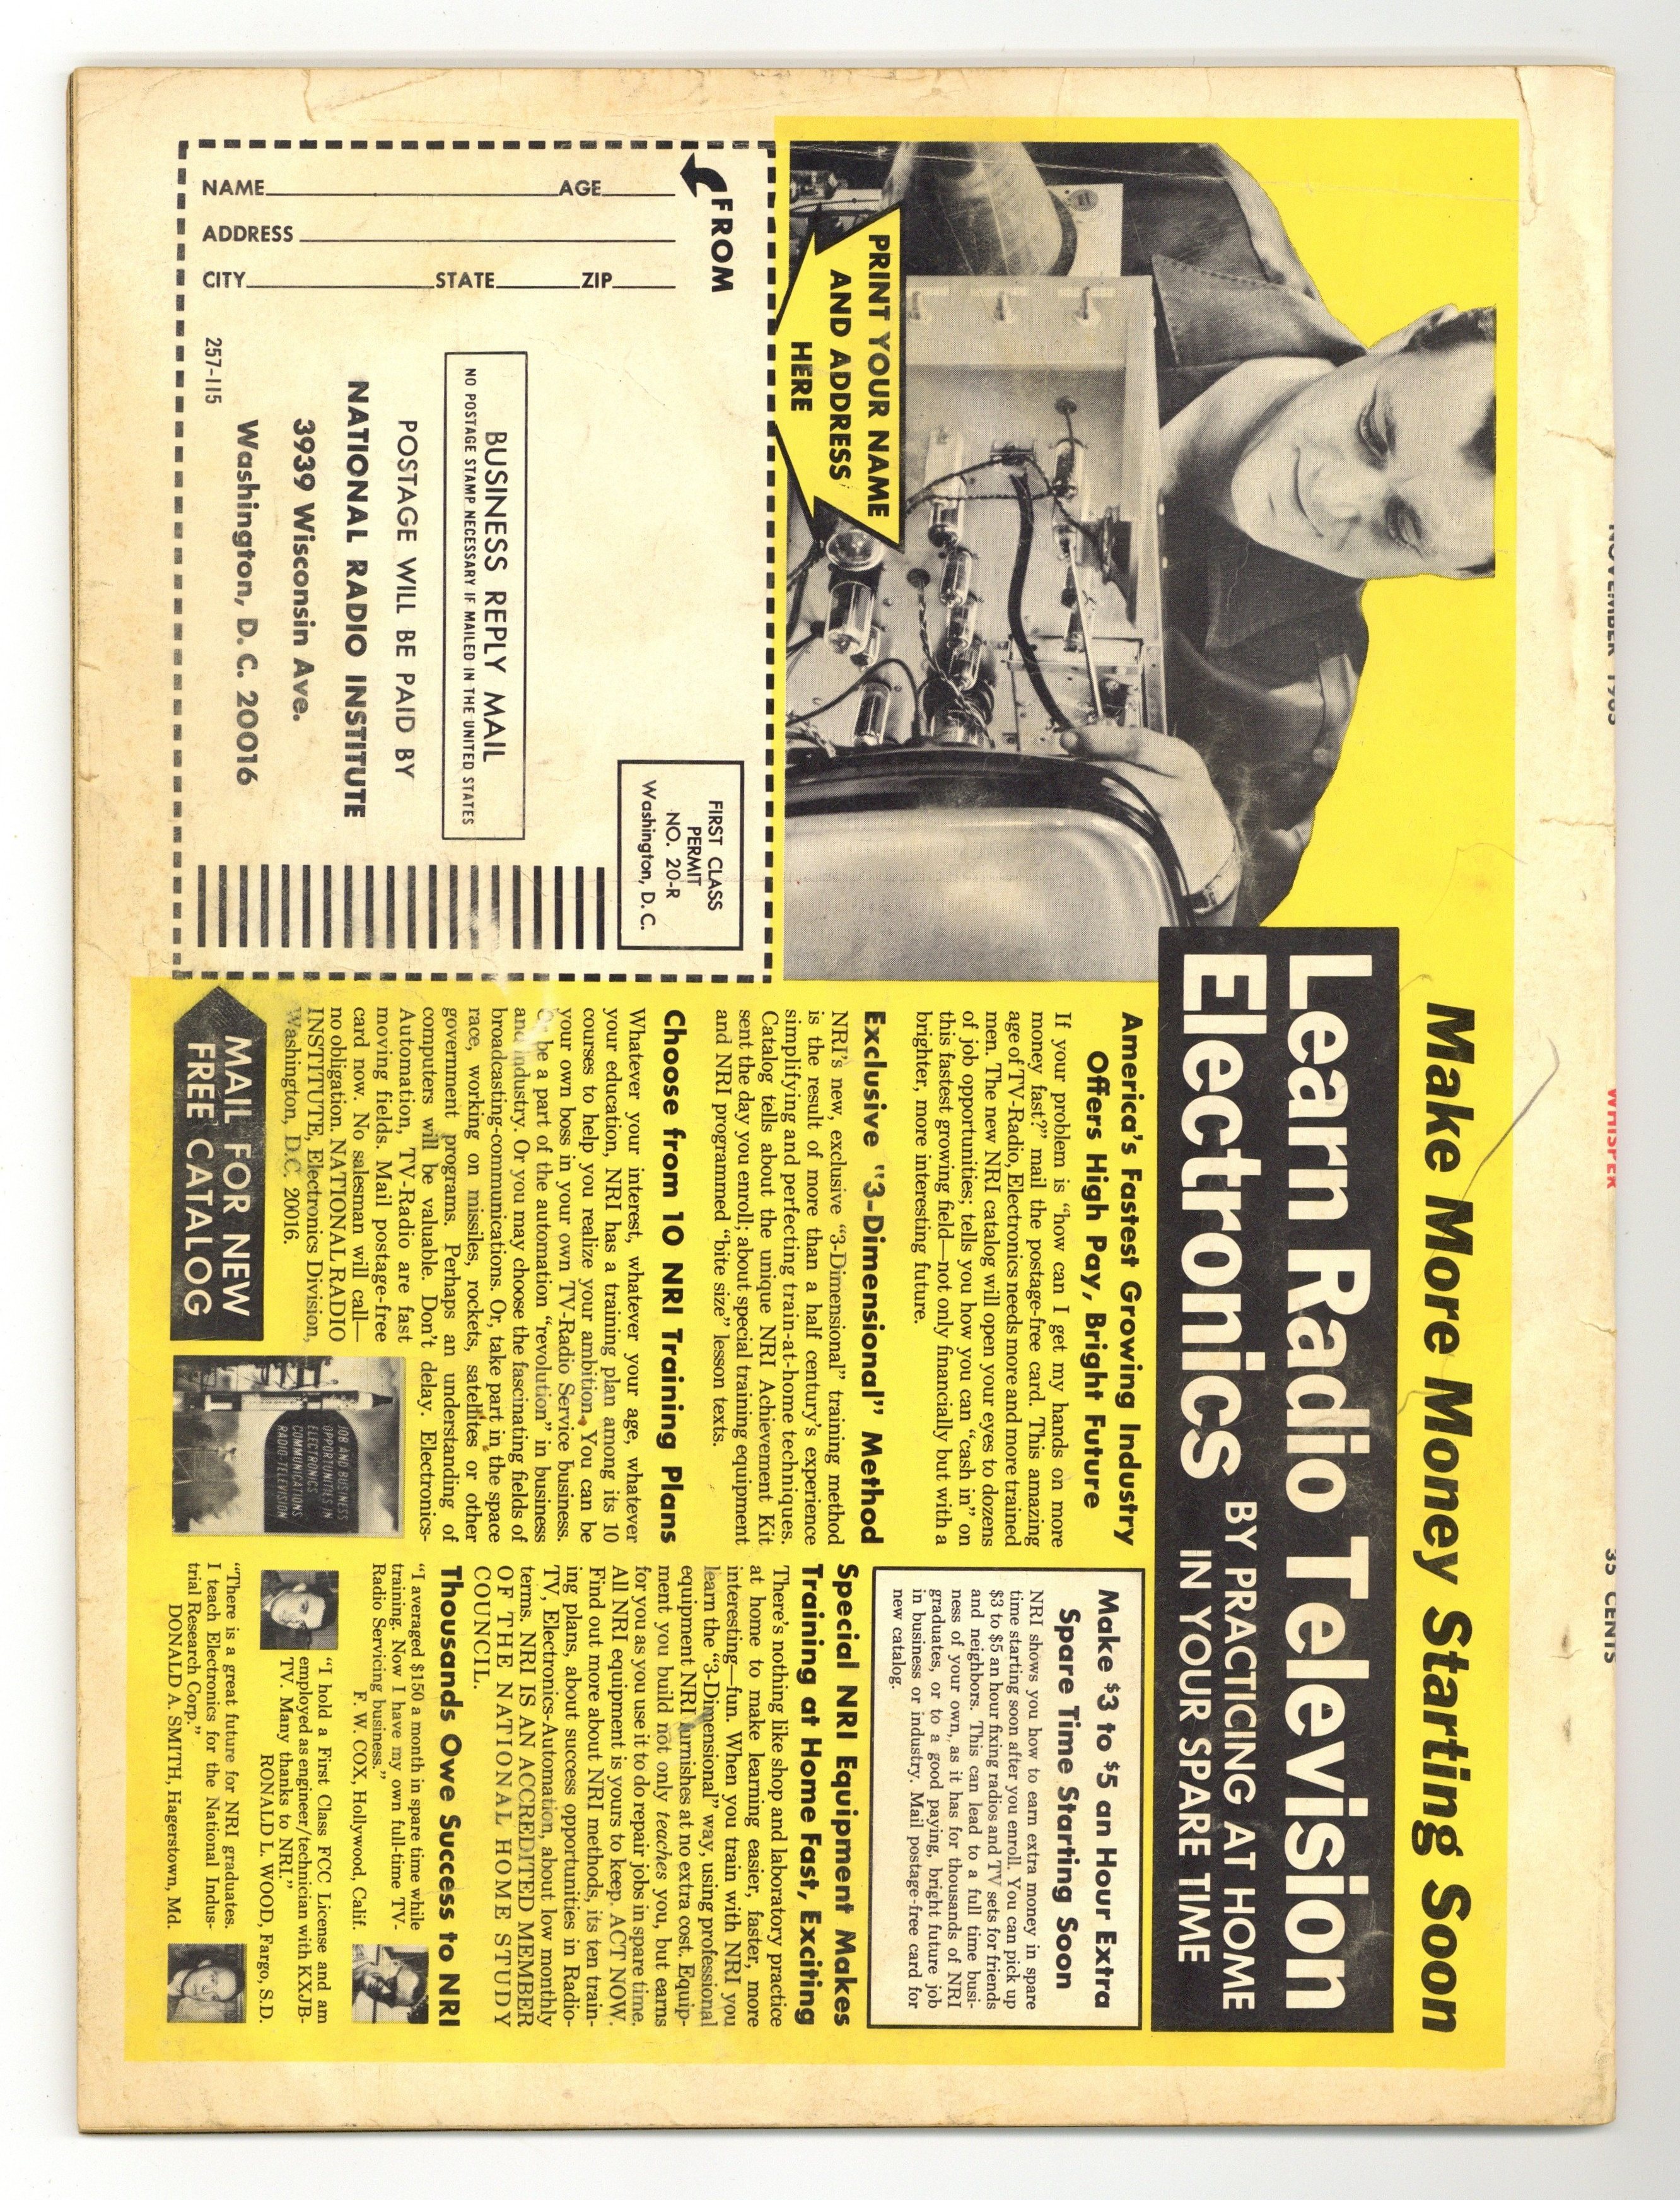 Make More Money Starting Soon
Learn Radio Television
Electronics
BY PRACTICING AT HOME
IN YOUR SPARE TIME
PRINT YOUR NAME
AND ADDRESS
HERE
America's Fastest Growing Industry
Offers High Pay, Bright Future
If your problem is "how can I get my hands on more
money fast?" mail the postage-free card. This amazing
age of TV-Radio, Electronics needs more and more trained
men. The new NRI catalog will open your eyes to dozens
of job opportunities; tells you how you can "cash in" on
this fastest growing field—not only financially but with a
brighter, more interesting future.
Exclusive "3-Dimensional" Method
NRI's new, exclusive "3-Dimensional" training method
is the result of more than a half century's experience
simplifying and perfecting train-at-home techniques.
Catalog tells about the unique NRI Achievement Kit
sent the day you enroll; about special training equipment
and NRI programmed "bite size" lesson texts.
Choose from 10 NRI Training Plans
Whatever your interest, whatever your age, whatever
your education, NRI has a training plan among its 10
courses to help you realize your ambition. You can be
your own boss in your own TV-Radio Service business.
Or be a part of the automation "revolution" in business
and industry. Or you may choose the fascinating fields of
broadcasting-communications. Or, take part in the space
race, working on missiles, rockets, satellites or other
government programs. Perhaps an understanding of
computers will be valuable. Don't delay. Electronics-
Automation, TV-Radio are fast
moving fields. Mail postage-free
card now. No salesman will call—
no obligation. NATIONAL RADIO
INSTITUTE, Electronics Division,
Washington, D.C. 20016.
MAIL FOR NEW
FREE CATALOG
JOB AND BUSINESS
OPPORTUNITIES IN
ELECTRONICS
COMMUNICATIONS
RADIO-TELEVISION
Make $3 to $5 an Hour Extra
Spare Time Starting Soon
NRI shows you how to earn extra money in spare
time starting soon after you enroll. You can pick up
$3 to $5 an hour fixing radios and TV sets for friends
and neighbors. This can lead to a full time busi-
ness of your own, as it has for thousands of NRI
graduates, or to a good paying, bright future job
in business or industry. Mail postage-free card for
new catalog.
Special NRI Equipment Makes
Training at Home Fast, Exciting
There's nothing like shop and laboratory practice
at home to make learning easier, faster, more
interesting—fun. When you train with NRI you
learn the "3-Dimensional" way, using professional
equipment NRI furnishes at no extra cost. Equip-
ment you build not only teaches you, but earns
for you as you use it to do repair jobs in spare time.
All NRI equipment is yours to keep. ACT NOW.
Find out more about NRI methods, its ten train-
ing plans, about success opportunities in Radio-
TV, Electronics-Automation, about low monthly
terms. NRI IS AN ACCREDITED MEMBER
OF THE NATIONAL HOME STUDY
COUNCIL.
Thousands Owe Success to NRI
"I averaged $150 a month in spare time while
training. Now I have my own full-time TV-
Radio Servicing business."
F. W. COX, Hollywood, Calif.
"I hold a First Class FCC License and am
employed as engineer/technician with KXJB-
TV. Many thanks to NRI."
RONALD L. WOOD, Fargo, S.D.
"There is a great future for NRI graduates.
I teach Electronics for the National Indus-
trial Research Corp."
DONALD A. SMITH, Hagerstown, Md.
FROM
NAME AGE
ADDRESS
CITY STATE ZIP
FIRST CLASS
PERMIT
NO. 20-R
Washington, D. C.
BUSINESS REPLY MAIL
NO POSTAGE STAMP NECESSARY IF MAILED IN THE UNITED STATES
POSTAGE WILL BE PAID BY
NATIONAL RADIO INSTITUTE
3939 Wisconsin Ave.
Washington, D. C. 20016
257-115
NOVEMBER 1965
WHISPER
35 CENTS